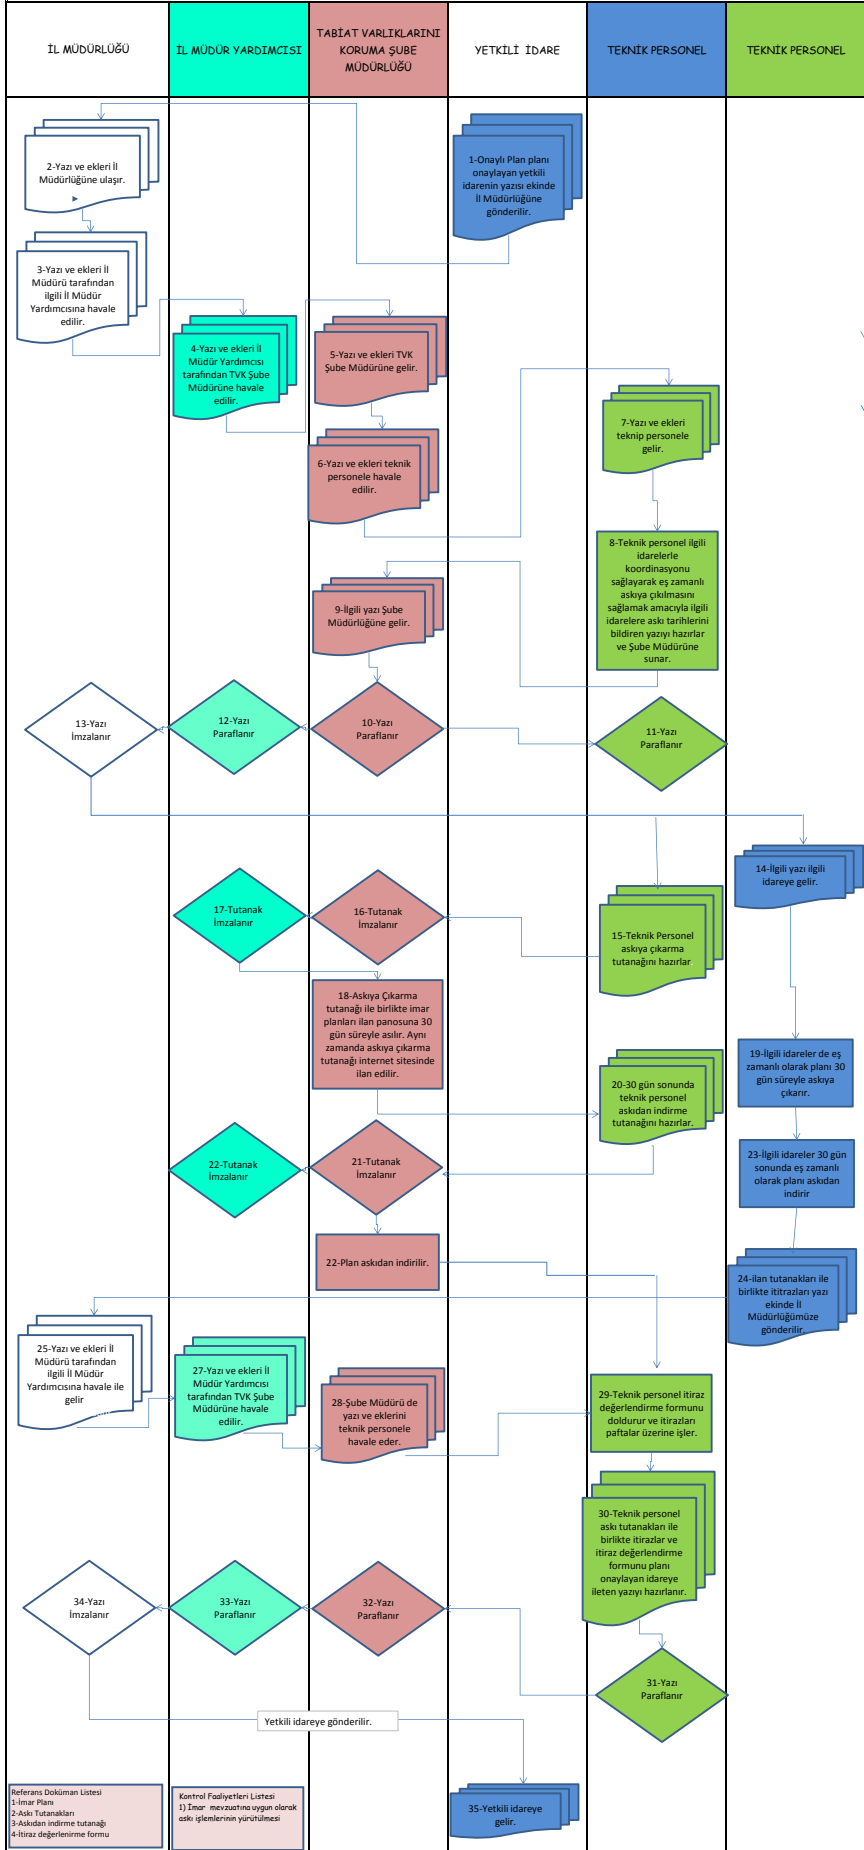 İL MÜDÜRLÜĞÜ
İL MÜDÜR YARDIMCISI
TABİAT VARLIKLARINI
KORUMA ŞUBE
MÜDÜRLÜĞÜ
YETKİLİ İDARE
TEKNİK PERSONEL
TEKNİK PERSONEL
1-Onaylı Plan planı
onaylayan yetkili
idarenin yazısı ekinde
İl Müdürlüğüne
gönderilir.
2-Yazı ve ekleri İl
Müdürlüğüne ulaşır.
3-Yazı ve ekleri İl
Müdürü tarafından
ilgili İl Müdür
Yardımcısına havale
edilir.
4-Yazı ve ekleri İl
Müdür Yardımcısı
tarafından TVK Şube
Müdürüne havale
edilir.
5-Yazı ve ekleri TVK
Şube Müdürüne gelir.
6-Yazı ve ekleri teknik
personele havale
edilir.
7-Yazı ve ekleri
teknip personele
gelir.
8-Teknik personel ilgili
idarelerle
koordinasyonu
sağlayarak eş zamanlı
askıya çıkılmasını
sağlamak amacıyla ilgili
idarelere askı tarihlerini
bildiren yazıyı hazırlar
ve Şube Müdürüne
sunar.
9-İlgili yazı Şube
Müdürlüğüne gelir.
10-Yazı
Paraflanır
11-Yazı
Paraflanır
12-Yazı
Paraflanır
13-Yazı
İmzalanır
14-İlgili yazı ilgili
idareye gelir.
15-Teknik Personel
askıya çıkarma
tutanağını hazırlar
16-Tutanak
İmzalanır
17-Tutanak
İmzalanır
18-Askıya Çıkarma
tutanağı ile birlikte imar
planları ilan panosuna 30
gün süreyle asılır. Aynı
zamanda askıya çıkarma
tutanağı internet sitesinde
ilan edilir.
19-İlgili idareler de eş
zamanlı olarak planı 30
gün süreyle askıya
çıkarır.
20-30 gün sonunda
teknik personel
askıdan indirme
tutanağını hazırlar.
21-Tutanak
İmzalanır
22-Tutanak
İmzalanır
23-İlgili idareler 30 gün
sonunda eş zamanlı
olarak planı askıdan
indirir
22-Plan askıdan indirilir.
24-ilan tutanakları ile
birlikte ititrazları yazı
ekinde İl
Müdürlüğümüze
gönderilir.
25-Yazı ve ekleri İl
Müdürü tarafından
ilgili İl Müdür
Yardımcısına havale ile
gelir
27-Yazı ve ekleri İl
Müdür Yardımcısı
tarafından TVK Şube
Müdürüne havale
edilir.
28-Şube Müdürü de
yazı ve eklerini
teknik personele
havale eder.
29-Teknik personel itiraz
değerlendirme formunu
doldurur ve itirazları
paftalar üzerine işler.
30-Teknik personel
askı tutanakları ile
birlikte itirazlar ve
itiraz değerlendirme
formunu planı
onaylayan idareye
ileten yazıyı hazırlanır.
31-Yazı
Paraflanır
32-Yazı
Paraflanır
33-Yazı
Paraflanır
34-Yazı
İmzalanır
Yetkili idareye gönderilir.
35-Yetkili idareye
gelir.
Referans Doküman Listesi
1-İmar Planı
2-Askı Tutanakları
3-Askıdan indirme tutanağı
4-İtiraz değerlenirme formu
Kontrol Faaliyetleri Listesi
1) İmar mevzuatına uygun olarak
askı işlemlerinin yürütülmesi